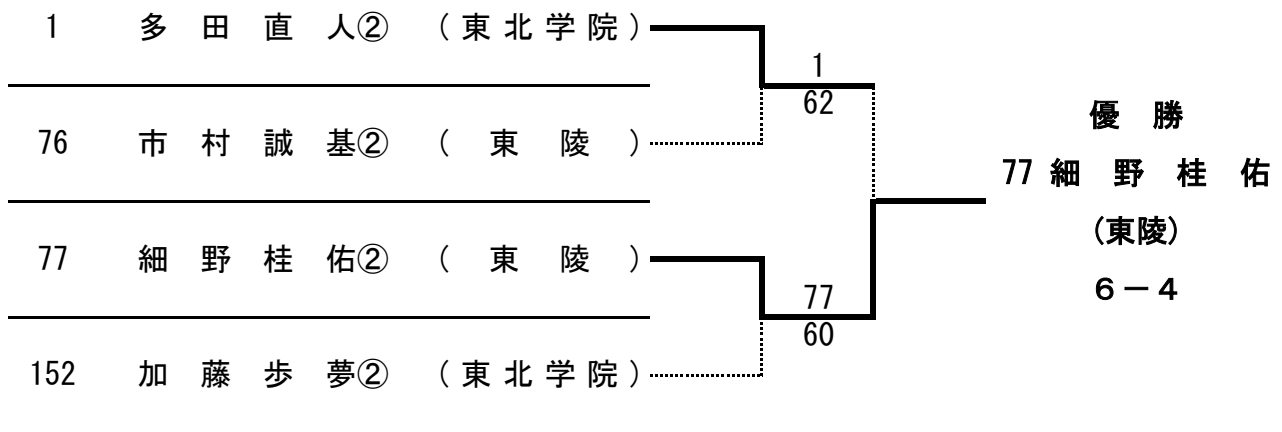 1 多田直人② (東北学院)
1
62
76 市村誠基② (東陵)
77 細野桂佑② (東陵)
77
60
152 加藤歩夢② (東北学院)
優勝
77 細野桂佑
(東陵)
6－4